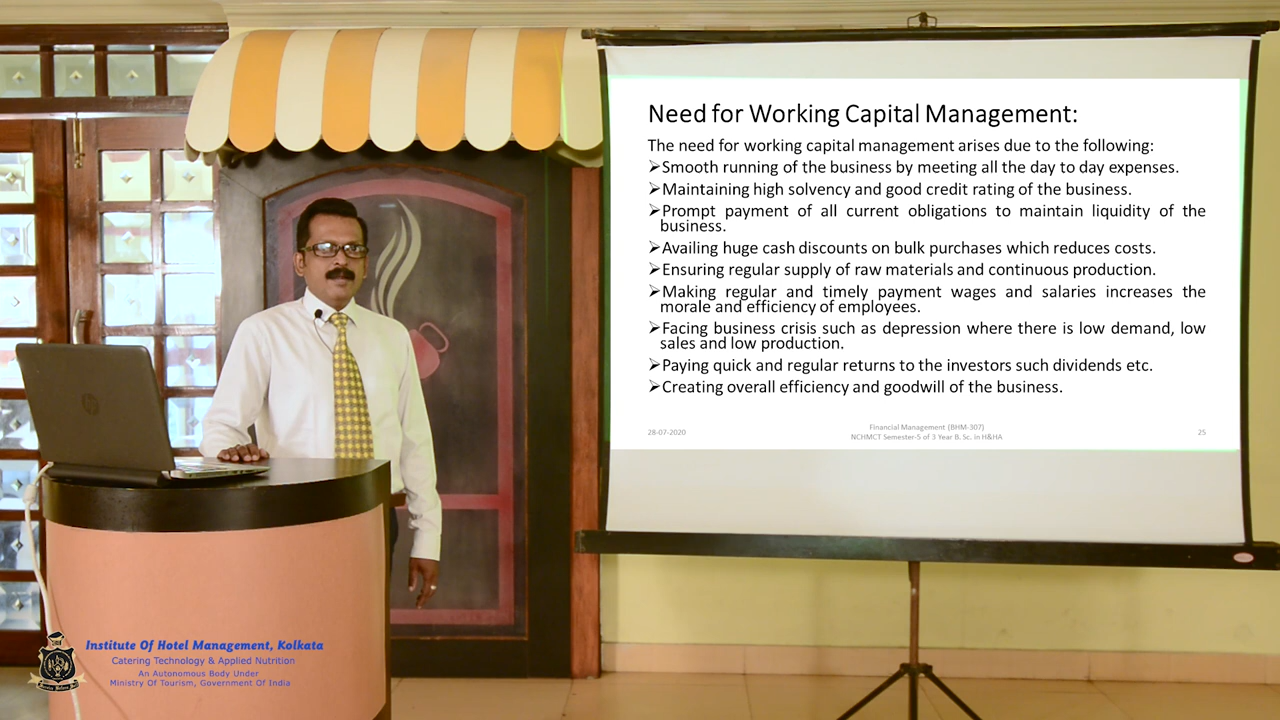 Need for Working Capital Management:
The need for working capital management arises due to the following:
➢Smooth running of the business by meeting all the day to day expenses.
➢Maintaining high solvency and good credit rating of the business.
➢Prompt payment of all current obligations to maintain liquidity of the
business.
➢Availing huge cash discounts on bulk purchases which reduces costs.
➢Ensuring regular supply of raw materials and continuous production.
➢Making regular and timely payment wages and salaries increases the
morale and efficiency of employees.
➢Facing business crisis such as depression where there is low demand, low
sales and low production.
➢Paying quick and regular returns to the investors such dividends etc.
➢Creating overall efficiency and goodwill of the business.
28-07-2020
Financial Management (BHM-307)
NCHMCT Semester-5 of 3 Year B. Sc. in H&HA
25
Institute Of Hotel Management, Kolkata
Catering Technology & Applied Nutrition
An Autonomous Body Under
Ministry Of Tourism, Government Of India